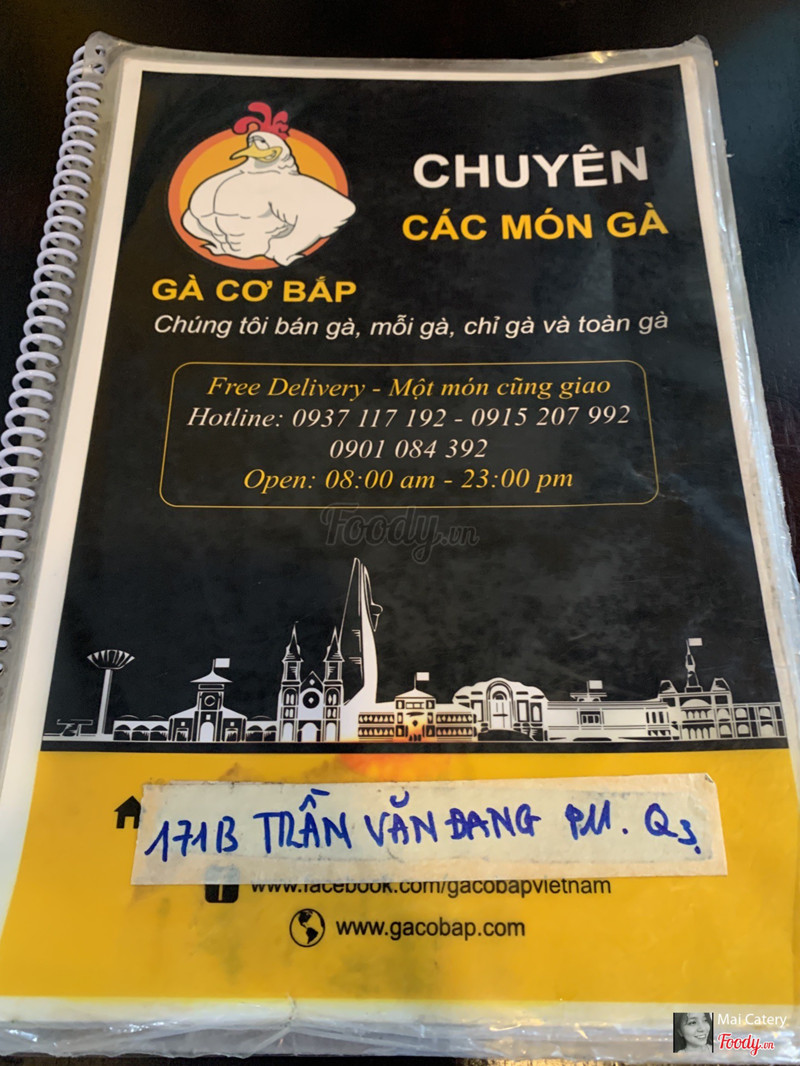 CHUYÊN
CÁC MÓN GÀ
GÀ CƠ BẮP
Chúng tôi bán gà, mỗi gà, chỉ gà và toàn gà
Free Delivery - Một món cũng giao
Hotline: 0937 117 192 - 0915 207 992
0901 084 392
Open: 08:00 am - 23:00 pm
Foody.vn
171B TRẦN VĂN ĐANG P11. Q3.
www.facebook.com/gacobapvietnam
www.gacobap.com
Mai Catery
Foody.vn